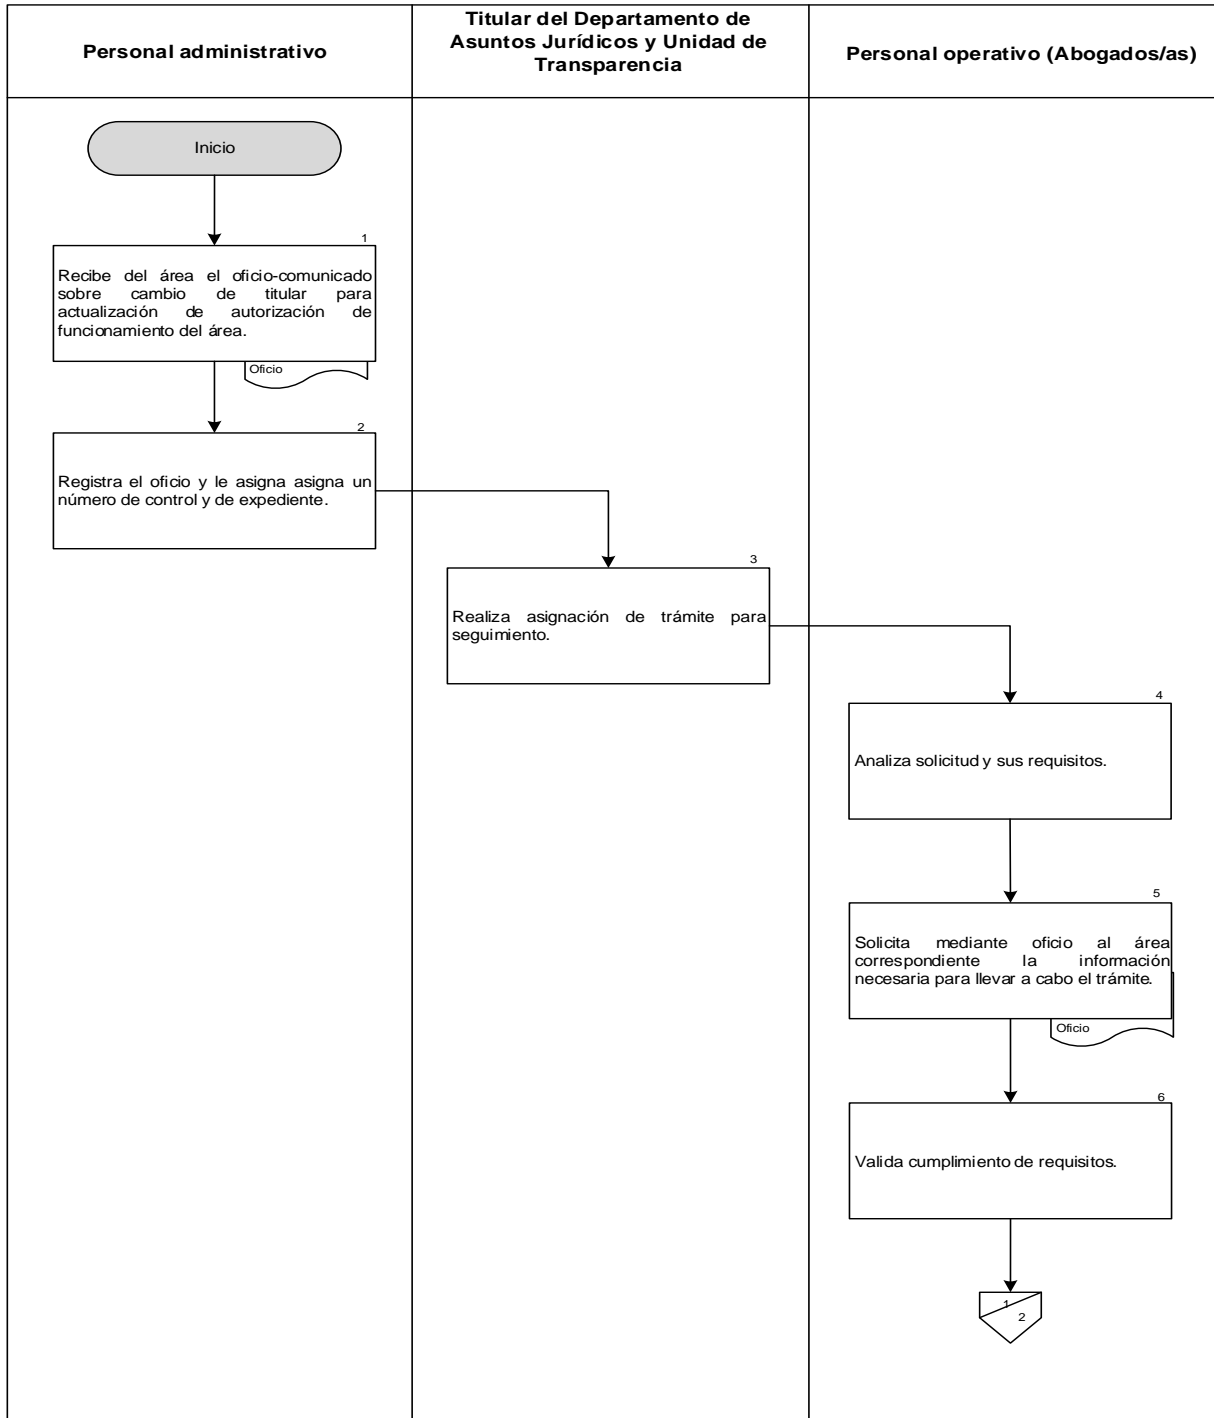 Personal administrativo
Titular del Departamento de
Asuntos Jurídicos y Unidad de
Transparencia
Personal operativo (Abogados/as)
Inicio
1
Recibe del área el oficio-comunicado
sobre cambio de titular para
actualización de autorización de
funcionamiento del área.
Oficio
2
Registra el oficio y le asigna asigna un
número de control y de expediente.
3
Realiza asignación de trámite para
seguimiento.
4
Analiza solicitud y sus requisitos.
5
Solicita mediante oficio al área
correspondiente la información
necesaria para llevar a cabo el trámite.
Oficio
6
Valida cumplimiento de requisitos.
1
2